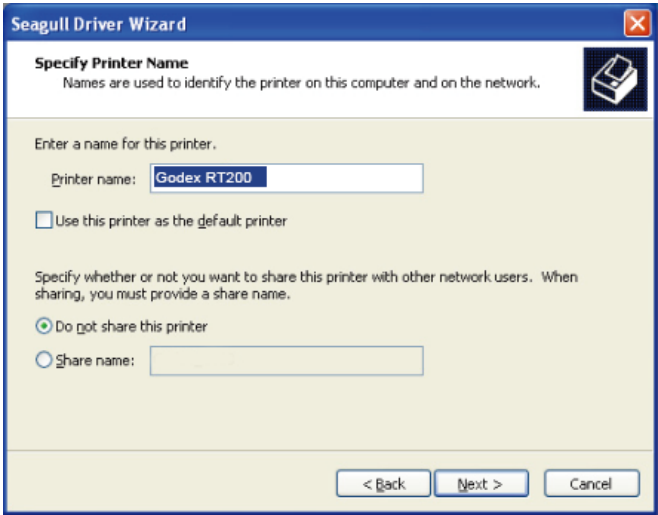 Seagull Driver Wizard
Specify Printer Name
Names are used to identify the printer on this computer and on the network.
Enter a name for this printer.
Printer name: Godex RT200
Use this printer as the default printer
Specify whether or not you want to share this printer with other network users. When
sharing, you must provide a share name.
Do not share this printer
Share name:
< Back Next > Cancel